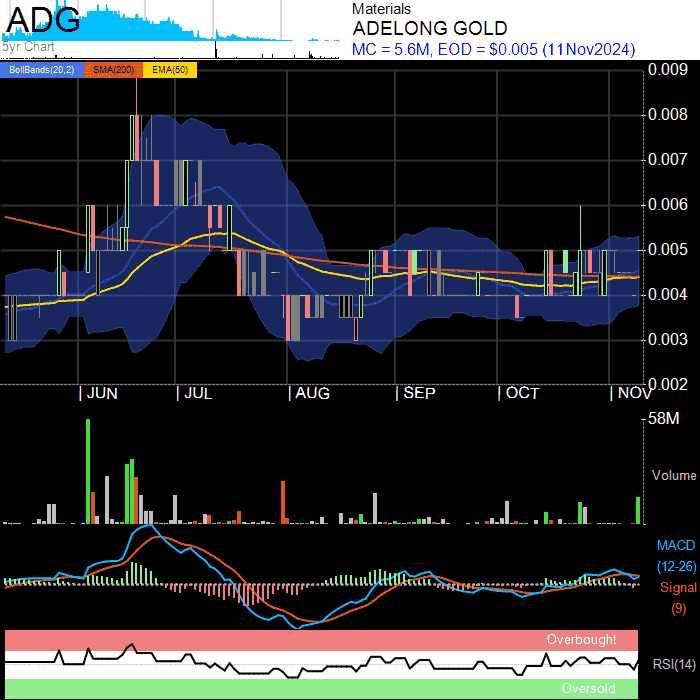 ADG
5yr Chart
Materials
ADELONG GOLD
MC = 5.6M, EOD = $0.005 (11Nov2024)
BollBands(20,2) SMA(200) EMA(50)
0.009
0.008
0.007
0.006
0.005
0.004
0.003
0.002
JUN JUL AUG SEP OCT NOV
58M
Volume
MACD
(12-26)
Signal
(9)
Overbought
RSI(14)
Oversold